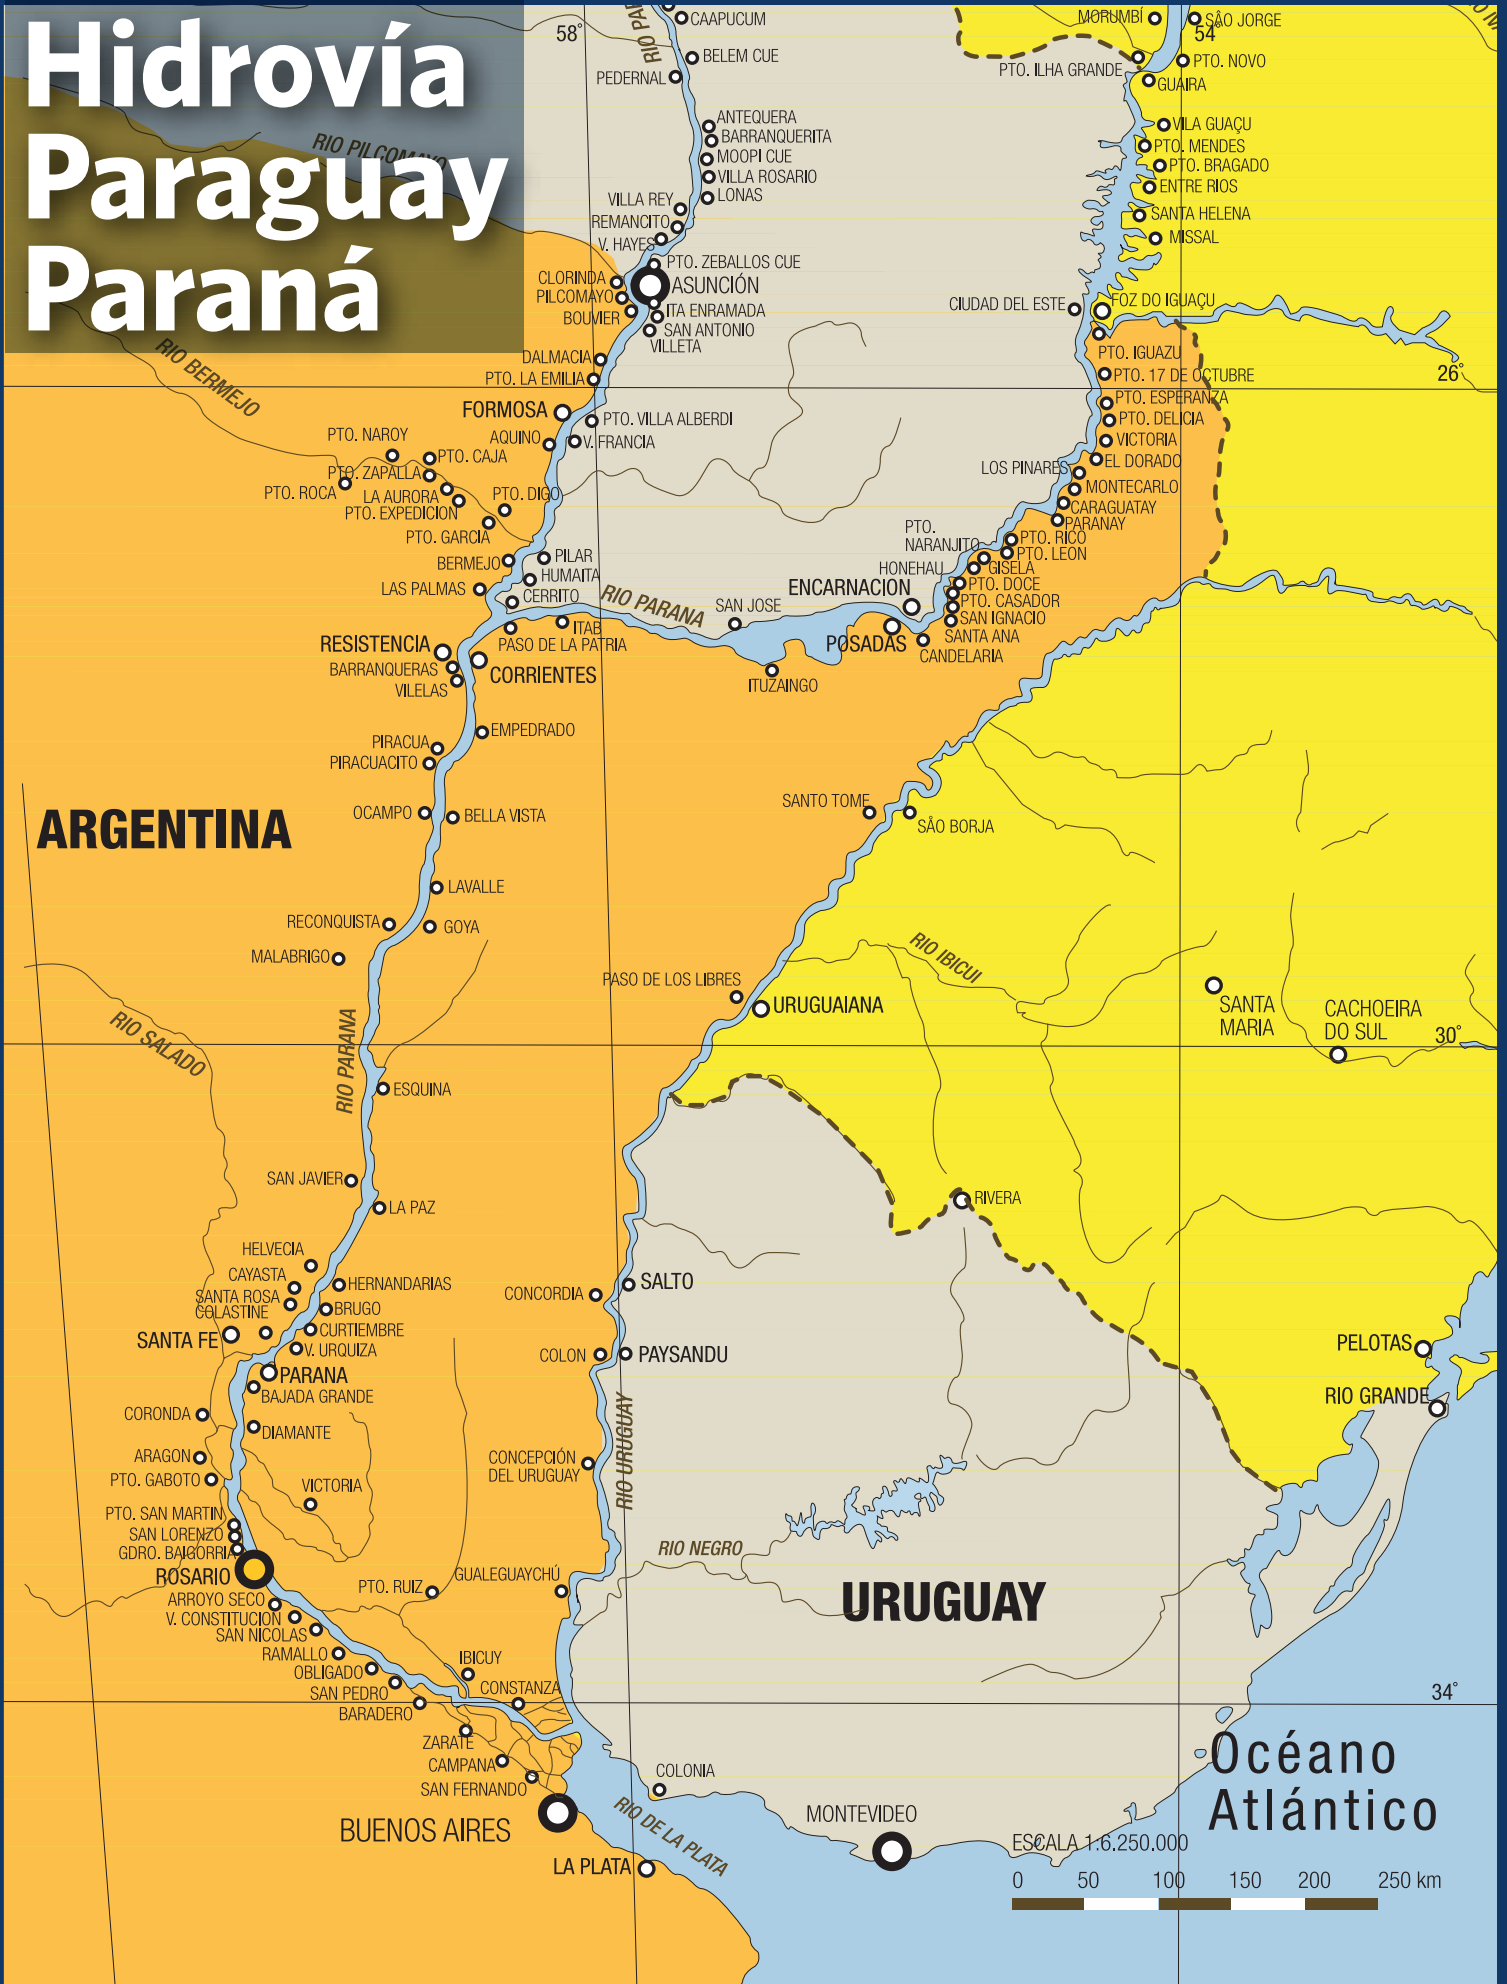 Hidrovía
Paraguay
Paraná
58°
CAAPUCUM
BELEM CUE
PEDERNAL
MORUMBÍ
SÂO JORGE
54°
PTO. ILHA GRANDE
PTO. NOVO
GUAIRA
RIO PILCOMAYO
ANTEQUERA
BARRANQUERITA
MOOPI CUE
VILLA ROSARIO
LONAS
VILLA REY
REMANCITO
V. HAYES
VILA GUAÇU
PTO. MENDES
PTO. BRAGADO
ENTRE RIOS
SANTA HELENA
MISSAL
PTO. ZEBALLOS CUE
CLORINDA
ASUNCIÓN
PILCOMAYO
ITA ENRAMADA
BOUVIER
SAN ANTONIO
VILLETA
CIUDAD DEL ESTE
FOZ DO IGUAÇU
RIO BERMEJO
DALMACIA
PTO. LA EMILIA
PTO. IGUAZU
PTO. 17 DE OCTUBRE
26°
PTO. ESPERANZA
PTO. DELICIA
VICTORIA
EL DORADO
LOS PINARES
MONTECARLO
CARAGUATAY
PARANAY
FORMOSA
PTO. VILLA ALBERDI
AQUINO
V. FRANCIA
PTO. NAROY
PTO. CAJA
PTO. ZAPALLA
PTO. ROCA
LA AURORA
PTO. DIGO
PTO. EXPEDICION
PTO. GARCIA
PTO.
NARANJITO
PTO. RICO
PTO. LEON
HONEHAU
GISELA
PTO. DOCE
PTO. CASADOR
SAN IGNACIO
SANTA ANA
CANDELARIA
BERMEJO
PILAR
HUMAITA
LAS PALMAS
CERRITO
RIO PARANA
SAN JOSE
ENCARNACION
POSADAS
ITAB
PASO DE LA PATRIA
RESISTENCIA
BARRANQUERAS
CORRIENTES
VILELAS
ITUZAINGO
EMPEDRADO
PIRACUA
PIRACUACITO
ARGENTINA
OCAMPO
BELLA VISTA
SANTO TOME
SÂO BORJA
LAVALLE
RECONQUISTA
GOYA
MALABRIGO
RIO IBICUI
PASO DE LOS LIBRES
URUGUAIANA
SANTA
MARIA
CACHOEIRA
DO SUL
30°
RIO SALADO
RIO PARANA
ESQUINA
SAN JAVIER
LA PAZ
RIVERA
HELVECIA
CAYASTA
HERNANDARIAS
SANTA ROSA
BRUGO
COLASTINE
CURTIEMBRE
SANTA FE
V. URQUIZA
PARANA
BAJADA GRANDE
CONCORDIA
SALTO
COLON
PAYSANDU
PELOTAS
RIO GRANDE
CORONDA
DIAMANTE
ARAGON
PTO. GABOTO
VICTORIA
CONCEPCIÓN
DEL URUGUAY
RIO URUGUAY
PTO. SAN MARTIN
SAN LORENZO
GDRO. BAIGORRIA
ROSARIO
RIO NEGRO
URUGUAY
GUALEGUAYCHÚ
PTO. RUIZ
ARROYO SECO
V. CONSTITUCION
SAN NICOLAS
RAMALLO
OBLIGADO
SAN PEDRO
BARADERO
IBICUY
CONSTANZA
34°
ZARATE
CAMPANA
SAN FERNANDO
COLONIA
Océano
Atlántico
BUENOS AIRES
RIO DE LA PLATA
MONTEVIDEO
LA PLATA
ESCALA 1:6.250.000
0 50 100 150 200 250 km